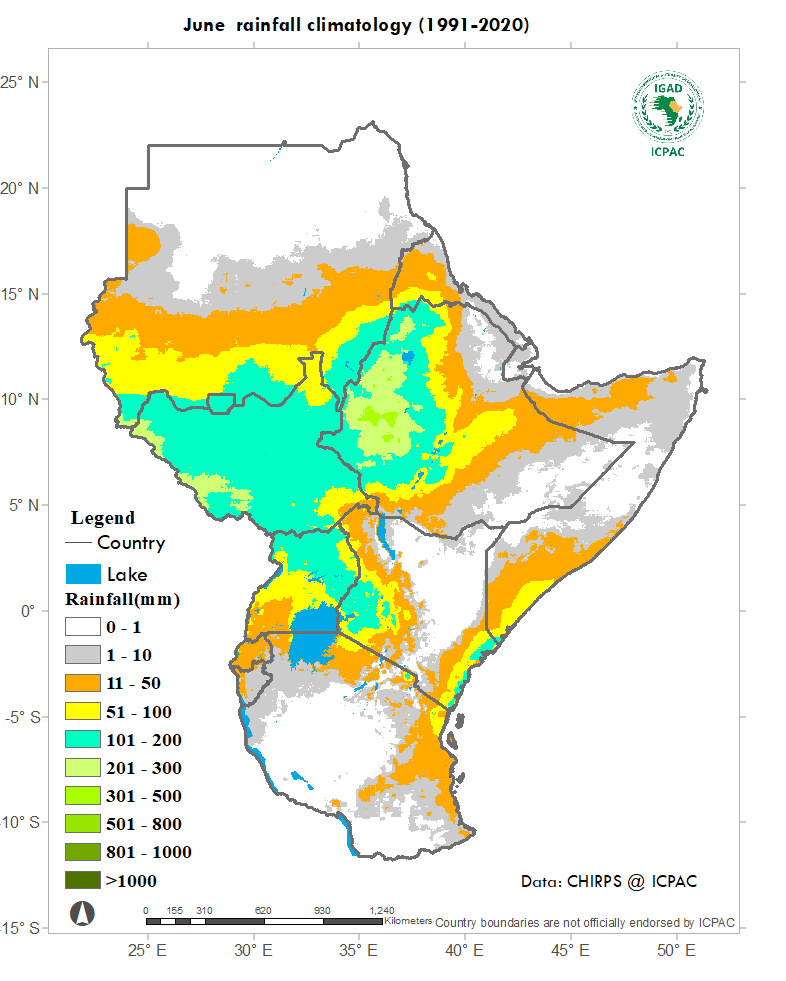 June rainfall climatology (1991-2020)
25° N
20° N
15° N
10° N
5° N
0°
-5° S
-10° S
-15° S
IGAD
ICPAC
Legend
Country
Lake
Rainfall(mm)
0 - 1
1 - 10
11 - 50
51 - 100
101 - 200
201 - 300
301 - 500
501 - 800
801 - 1000
>1000
Data: CHIRPS @ ICPAC
0 155 310 620 930 1,240
Kilometers
Country boundaries are not officially endorsed by ICPAC
25° E 30° E 35° E 40° E 45° E 50° E